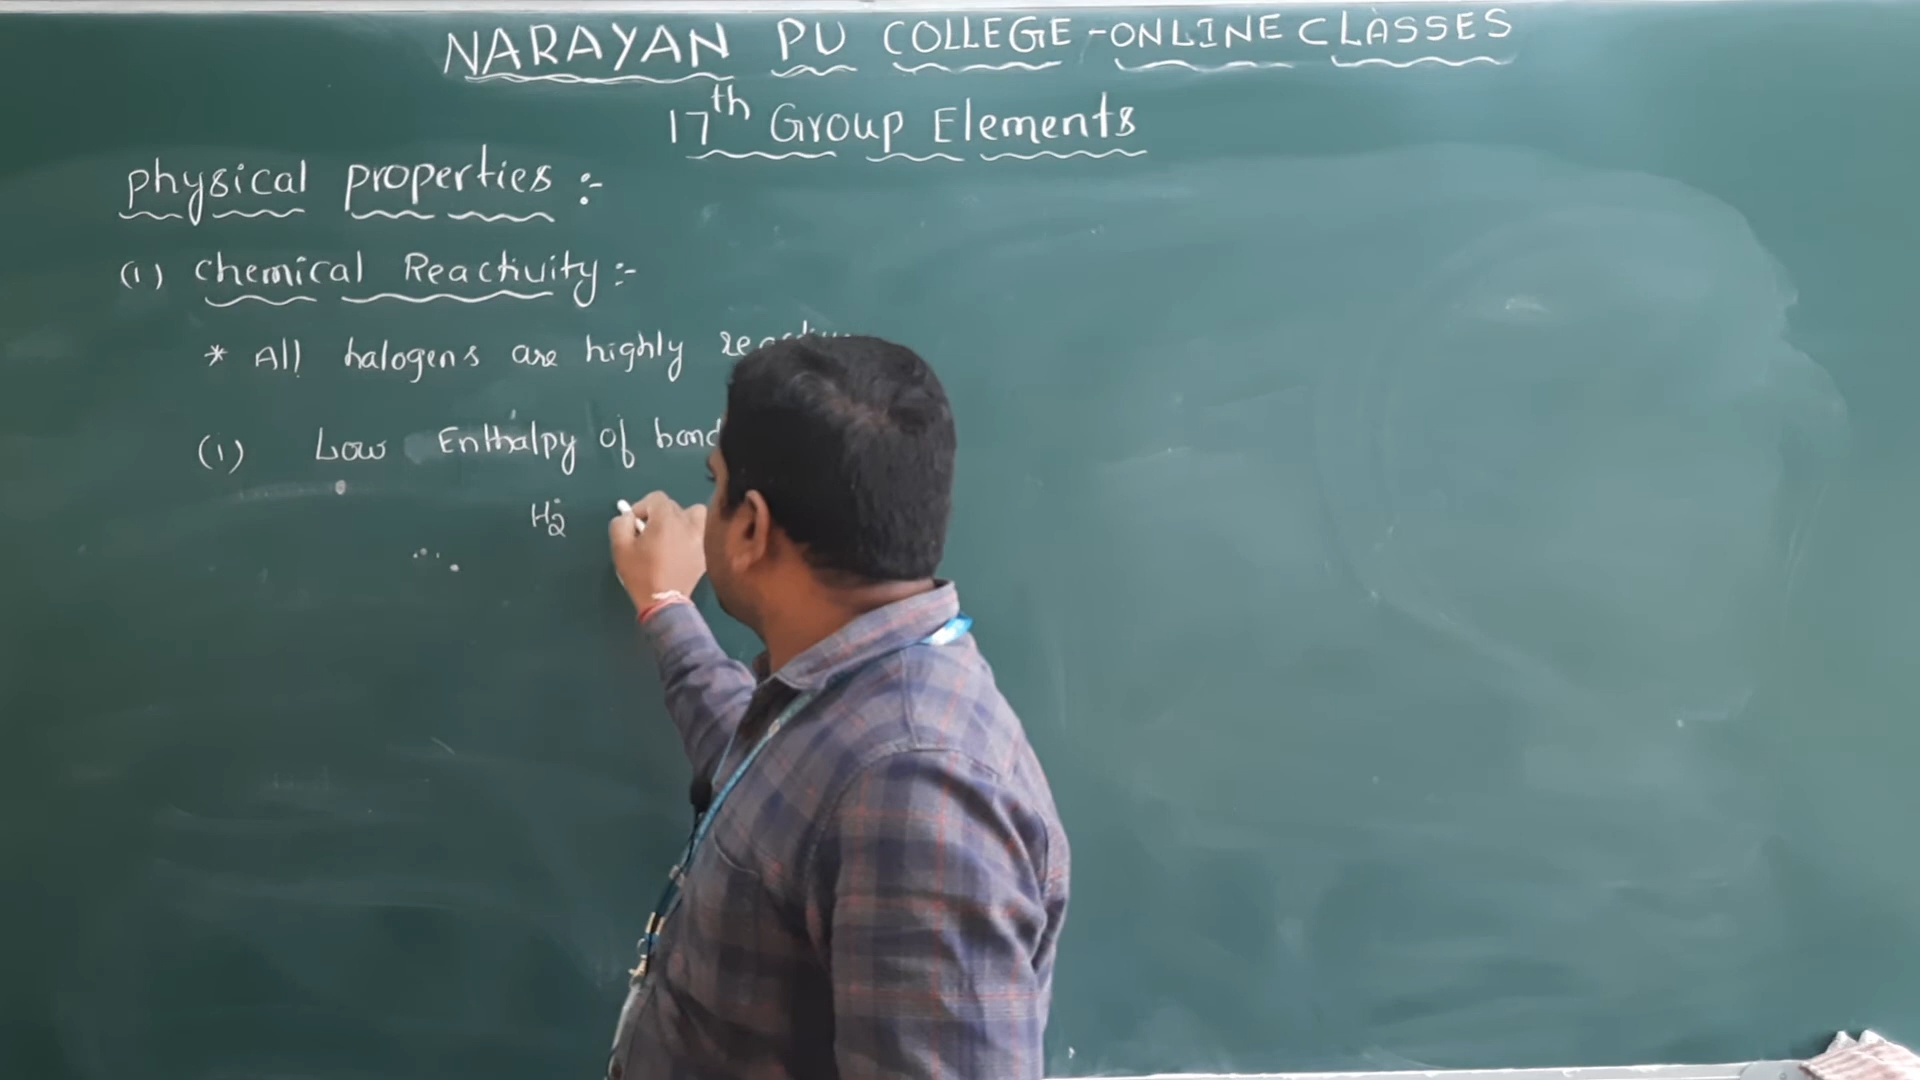 NARAYAN PU COLLEGE - ONLINE CLASSES
17th Group Elements
physical properties :-
(1) chemical Reactivity :-
* All halogens are highly
(i) Low Enthalpy of bond
H2